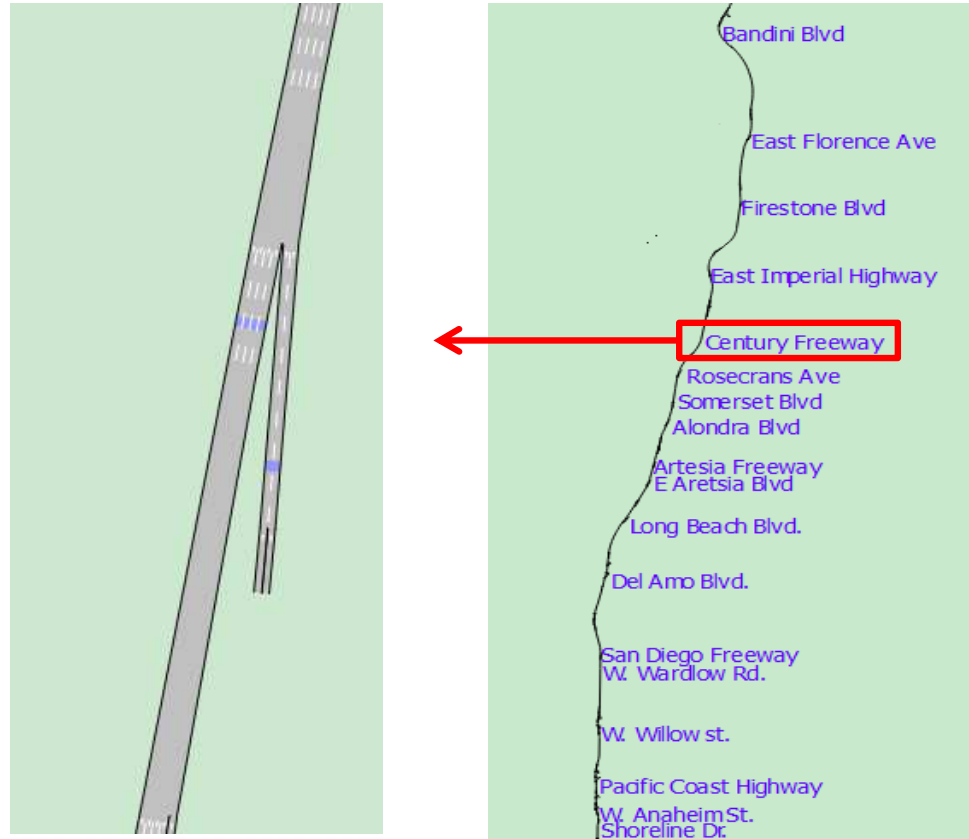 Bandini Blvd
East Florence Ave
Firestone Blvd
East Imperial Highway
Century Freeway
Rosecrans Ave
Somerset Blvd
Alondra Blvd
Artesia Freeway
E Aretsia Blvd
Long Beach Blvd.
Del Amo Blvd.
San Diego Freeway
W. Wardlow Rd.
W. Willow st.
Pacific Coast Highway
W. Anaheim St.
Shoreline Dr.